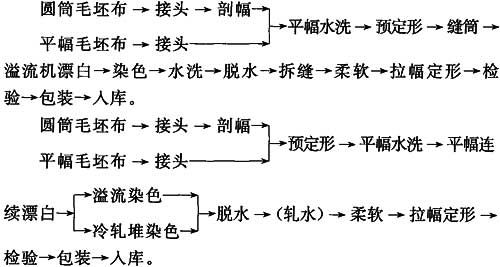 圆筒毛坯布→接头→剖幅
→平幅水洗→预定形→缝筒→
平幅毛坯布→接头
溢流机漂白→染色→水洗→脱水→拆缝→柔软→拉幅定形→检
验→包装→入库。
圆筒毛坯布→接头→剖幅
→预定形→平幅水洗→平幅连
平幅毛坯布→接头
→溢流染色
续漂白→脱水→(轧水)→柔软→拉幅定形→
→冷轧堆染色
检验→包装→入库。